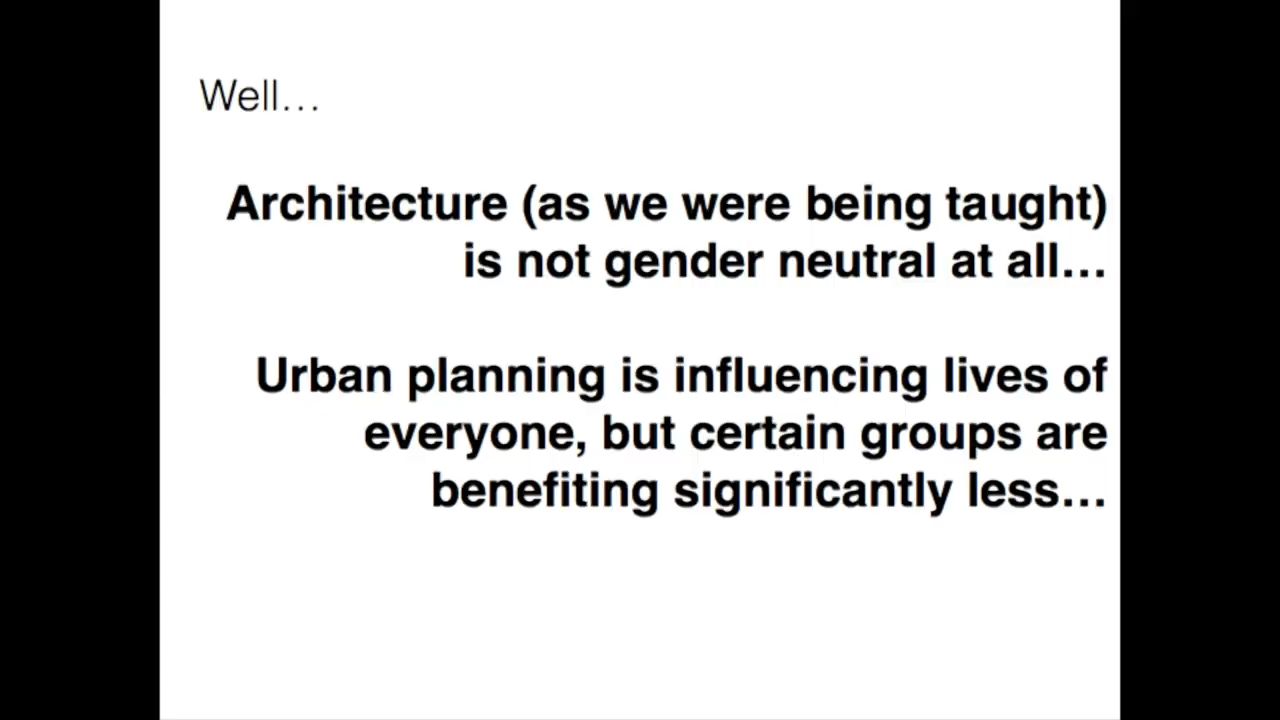 Well…
Architecture (as we were being taught)
is not gender neutral at all…
Urban planning is influencing lives of
everyone, but certain groups are
benefiting significantly less…